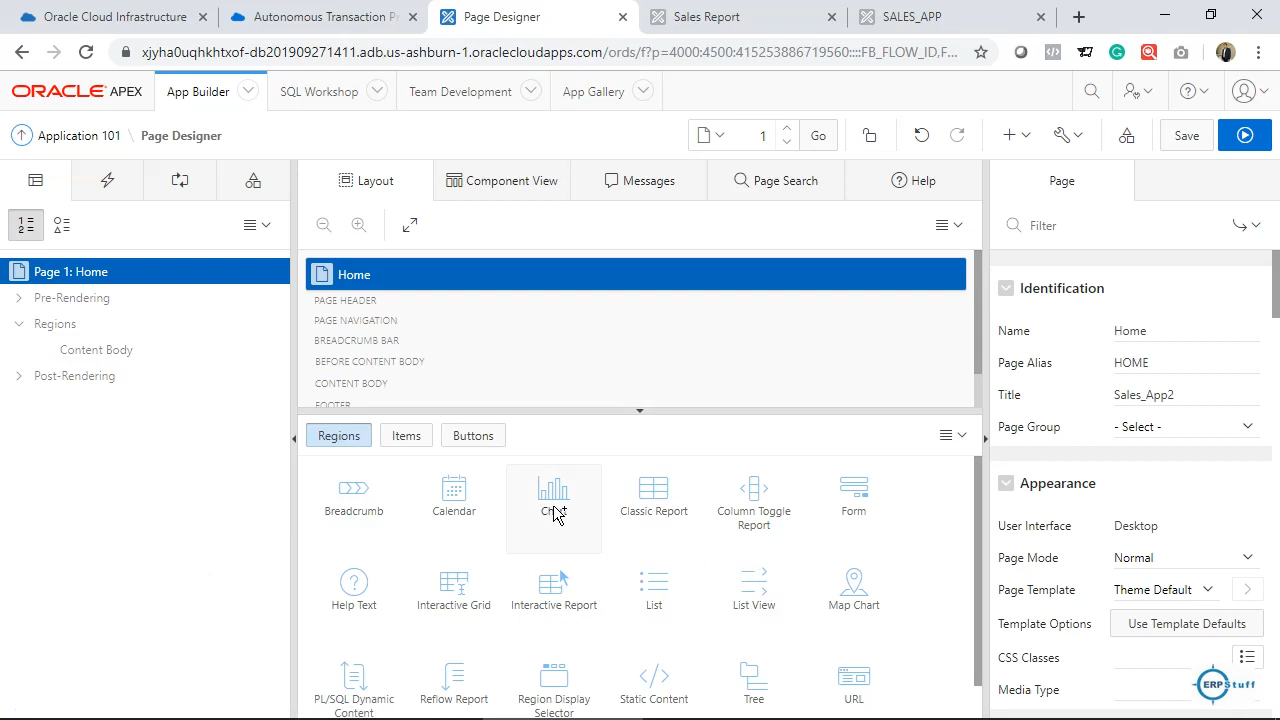 Oracle Cloud Infrastructure
Autonomous Transaction P
Page Designer
Sales Report
SALES_APP
xjyha0uqhkhtxof-db201909271411.adb.us-ashburn-1.oraclecloudapps.com/ords/f?p=4000:4500:415253886719560::::FB_FLOW_ID,F...
ORACLE APEX
App Builder
SQL Workshop
Team Development
App Gallery
Application 101 \ Page Designer
1
Go
Save
Layout
Component View
Messages
Page Search
Help
Page
Filter
Page 1: Home
Pre-Rendering
Regions
Content Body
Post-Rendering
Home
PAGE HEADER
PAGE NAVIGATION
BREADCRUMB BAR
BEFORE CONTENT BODY
CONTENT BODY
FOOTER
Regions
Items
Buttons
Breadcrumb
Calendar
Chart
Classic Report
Column Toggle
Report
Form
Help Text
Interactive Grid
Interactive Report
List
List View
Map Chart
PL/SQL Dynamic
Content
Reflow Report
Region Display
Selector
Static Content
Tree
URL
Identification
Name Home
Page Alias HOME
Title Sales_App2
Page Group - Select -
Appearance
User Interface Desktop
Page Mode Normal
Page Template Theme Default
Template Options Use Template Defaults
CSS Classes
Media Type
ERPStuff